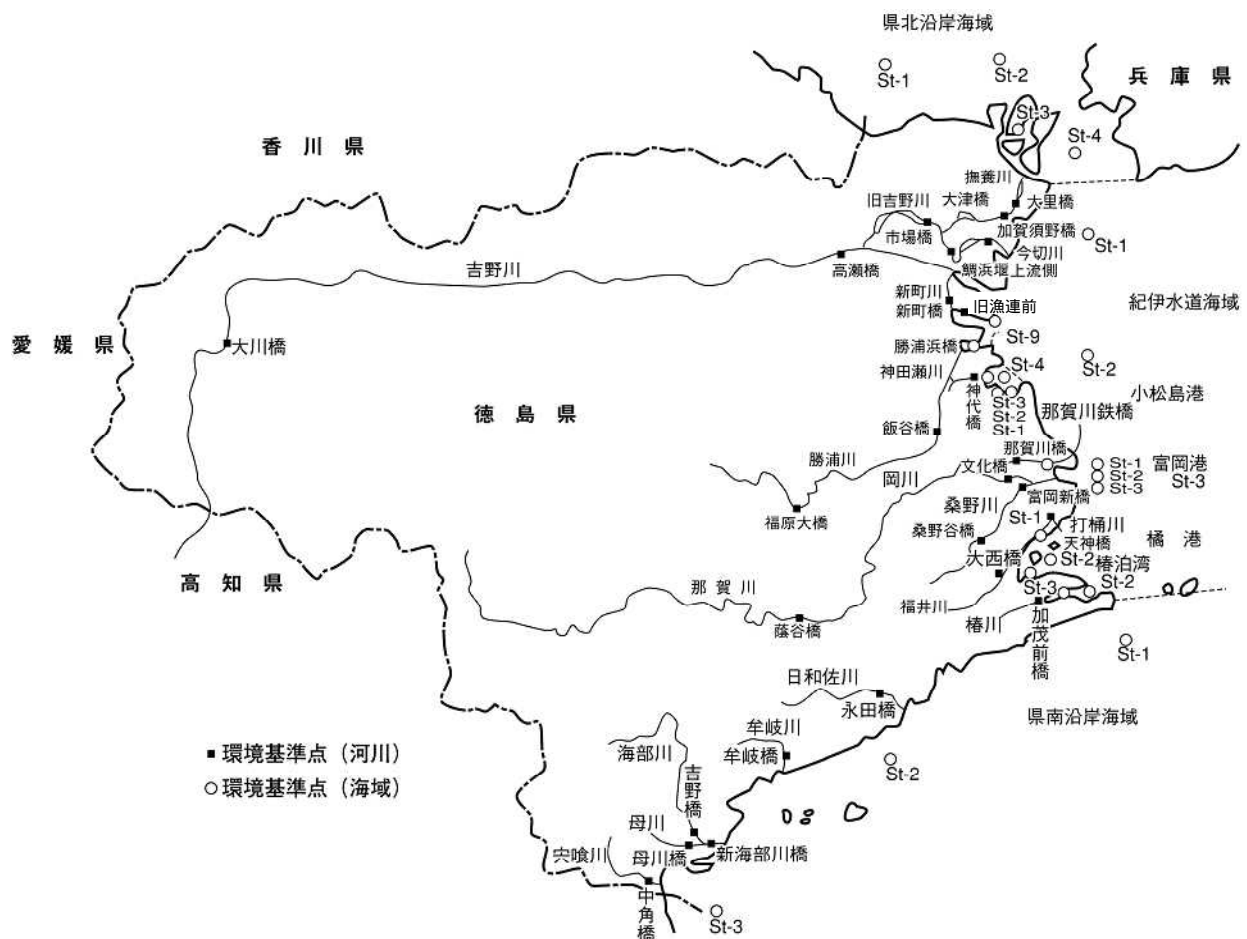 県北沿岸海域
St-1
St-2
兵庫県
St-3
St-4
香川県
撫養川
旧吉野川
大津橋
大里橋
市場橋
加賀須野橋
今切川
St-1
吉野川
高瀬橋
鯛浜堰上流側
新町川
新町橋
旧漁連前
紀伊水道海域
愛媛県
大川橋
St-9
勝浦浜橋
St-2
神田瀬川
St-4
小松島港
徳島県
神代橋
St-3
St-2
St-1
那賀川鉄橋
飯谷橋
那賀川橋
勝浦川
岡川
文化橋
St-1
富岡港
St-2
St-3
St-3
富岡新橋
桑野川
福原大橋
St-1
打桶川
桑野谷橋
天神橋
橘港
大西橋
St-2
椿泊湾
高知県
那賀川
St-3
St-2
福井川
蔭谷橋
椿川
加茂前橋
St-1
日和佐川
永田橋
県南沿岸海域
牟岐川
海部川
牟岐橋
■環境基準点（河川）
St-2
吉野橋
○環境基準点（海域）
母川
宍喰川
母川橋
新海部川橋
中角橋
St-3